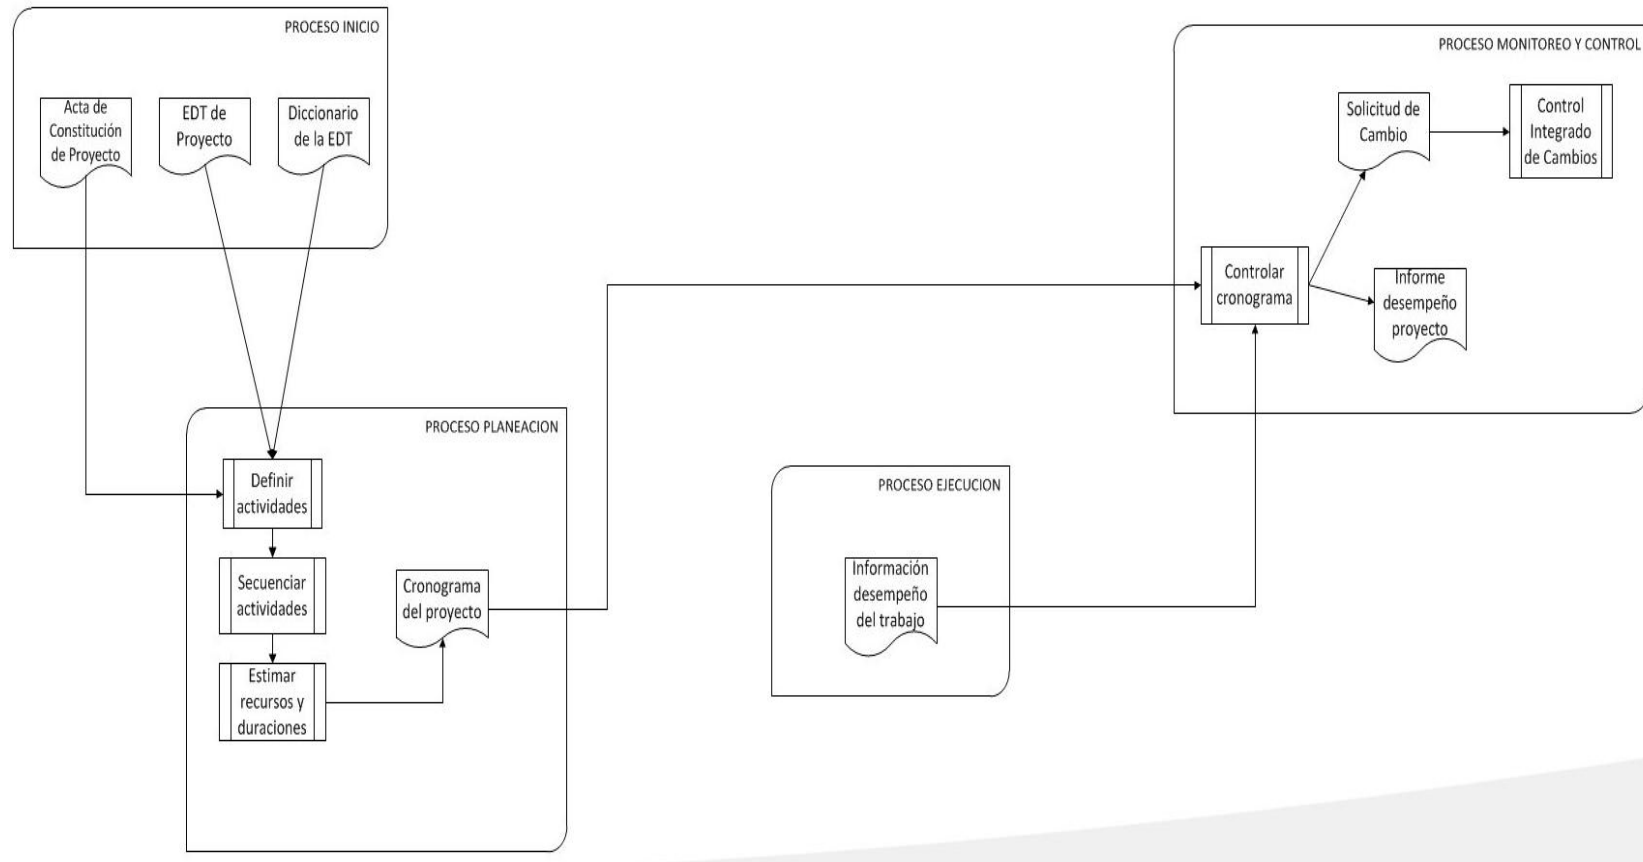 PROCESO INICIO
Acta de
Constitución
de Proyecto
EDT de
Proyecto
Diccionario
de la EDT
PROCESO MONITOREO Y CONTROL
Solicitud de
Cambio
Control
Integrado
de Cambios
Controlar
cronograma
Informe
desempeño
proyecto
PROCESO PLANEACION
Definir
actividades
Secuenciar
actividades
Estimar
recursos y
duraciones
Cronograma
del proyecto
PROCESO EJECUCION
Información
desempeño
del trabajo